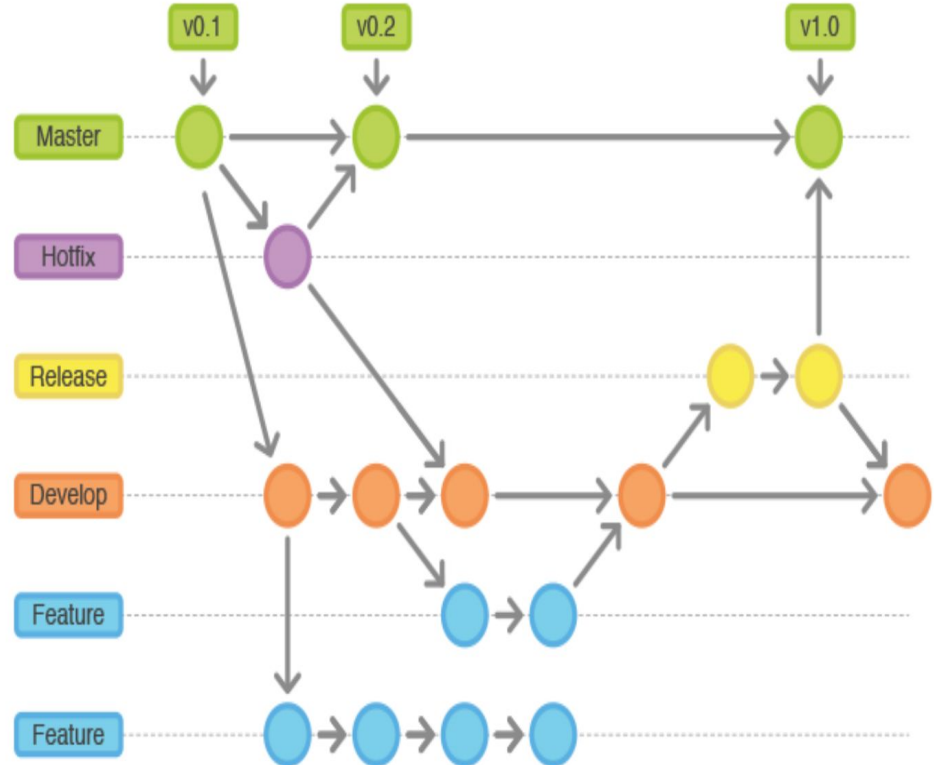 v0.1
v0.2
v1.0
Master
Hotfix
Release
Develop
Feature
Feature